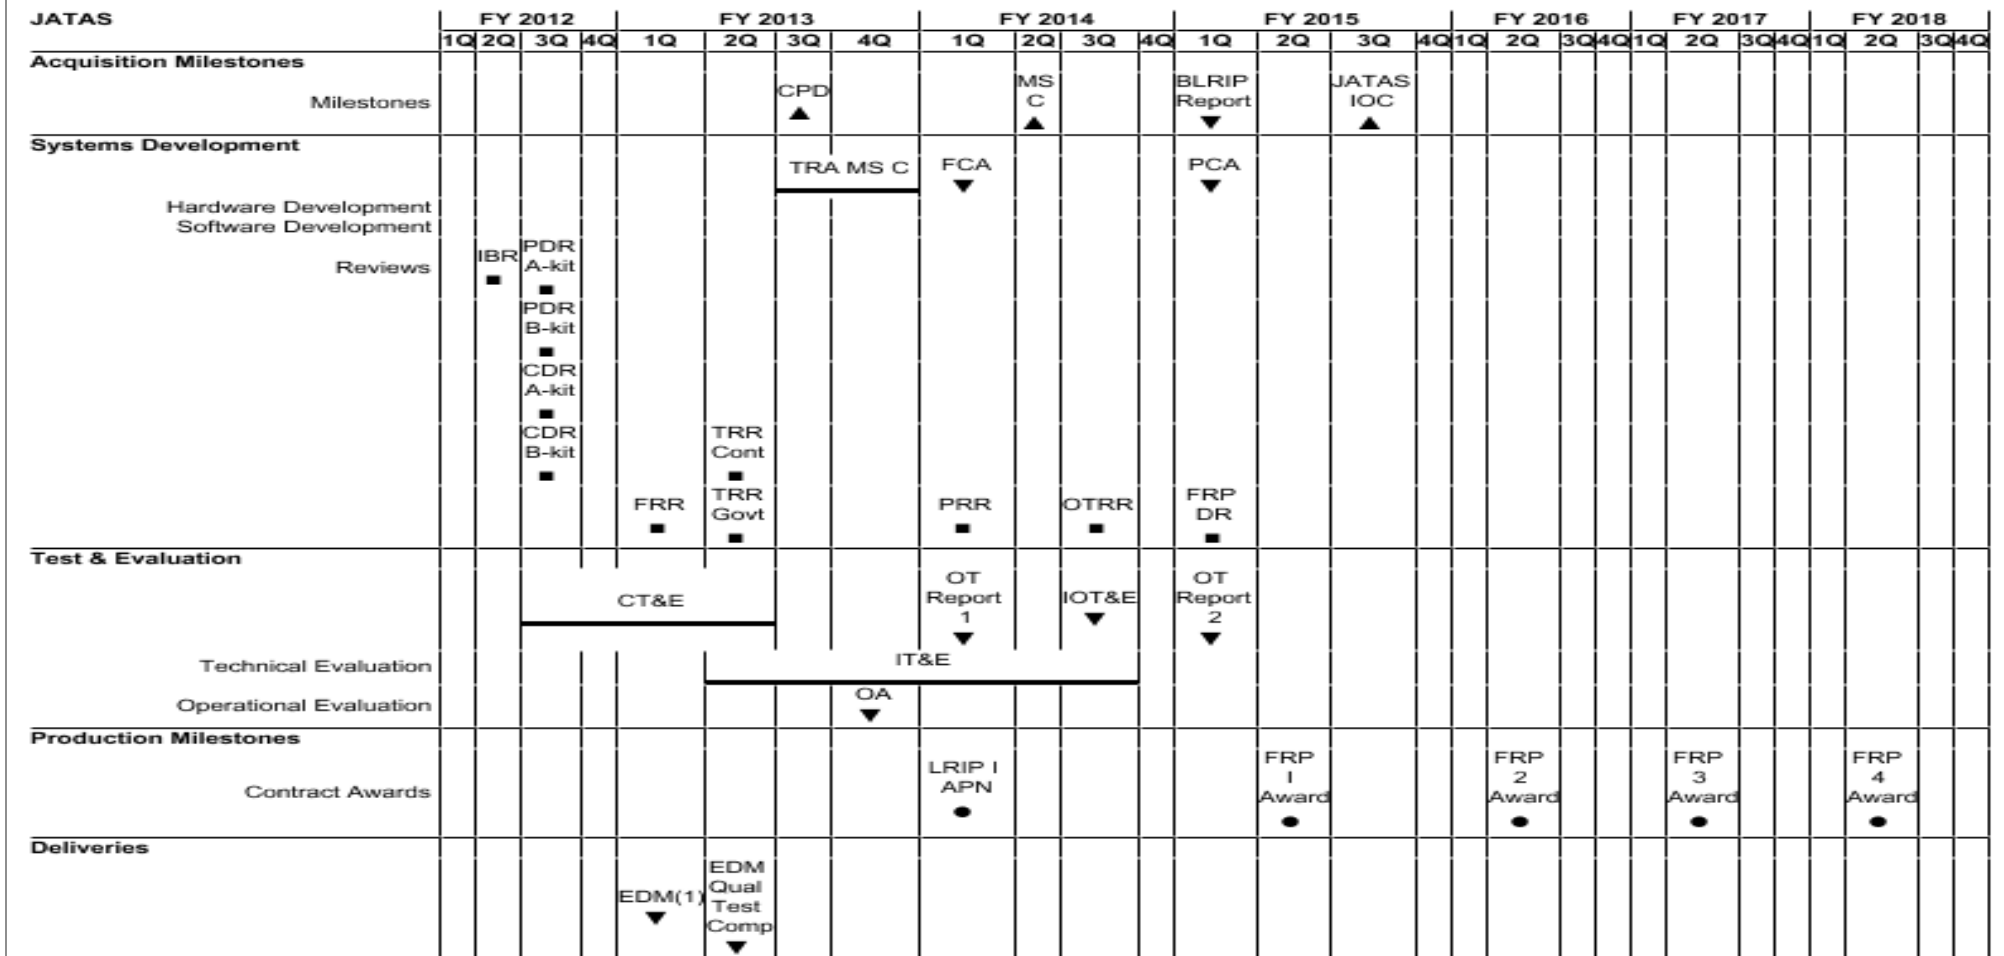 JATAS FY 2012 FY 2013 FY 2014 FY 2015 FY 2016 FY 2017 FY 2018
1Q 2Q 3Q 4Q 1Q 2Q 3Q 4Q 1Q 2Q 3Q 4Q 1Q 2Q 3Q 4Q 1Q 2Q 3Q 4Q 1Q 2Q 3Q 4Q 1Q 2Q 3Q 4Q
Acquisition Milestones
Milestones
CPD
MS
C
BLRIP
Report
JATAS
IOC
Systems Development
TRA MS C
FCA
PCA
Hardware Development
Software Development
Reviews
IBR
PDR
A-kit
PDR
B-kit
CDR
A-kit
CDR
B-kit
TRR
Cont
FRR
TRR
Govt
PRR
OTRR
FRP
DR
Test & Evaluation
CT&E
OT
Report
1
IOT&E
OT
Report
2
Technical Evaluation
IT&E
Operational Evaluation
OA
Production Milestones
Contract Awards
LRIP I
APN
FRP
I
Award
FRP
2
Award
FRP
3
Award
FRP
4
Award
Deliveries
EDM(1)
EDM
Qual
Test
Comp